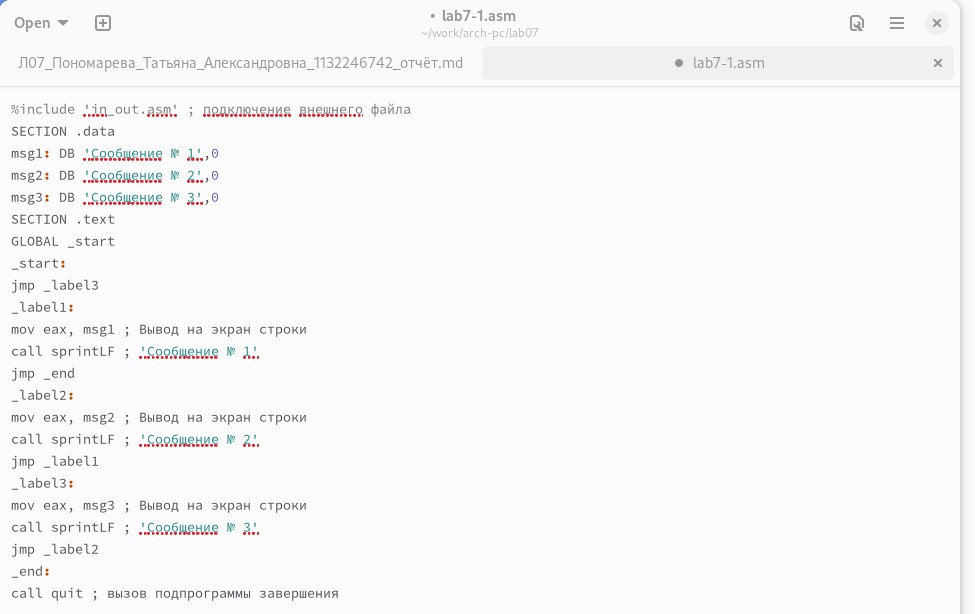 Open
• lab7-1.asm
~/work/arch-pc/lab07
Л07_Пономарева_Татьяна_Александровна_1132246742_отчёт.md
● lab7-1.asm
%include 'in_out.asm' ; подключение внешнего файла
SECTION .data
msg1: DB 'Сообщение № 1',0
msg2: DB 'Сообщение № 2',0
msg3: DB 'Сообщение № 3',0
SECTION .text
GLOBAL _start
_start:
jmp _label3
_label1:
mov eax, msg1 ; Вывод на экран строки
call sprintLF ; 'Сообщение № 1'
jmp _end
_label2:
mov eax, msg2 ; Вывод на экран строки
call sprintLF ; 'Сообщение № 2'
jmp _label1
_label3:
mov eax, msg3 ; Вывод на экран строки
call sprintLF ; 'Сообщение № 3'
jmp _label2
_end:
call quit ; вызов подпрограммы завершения